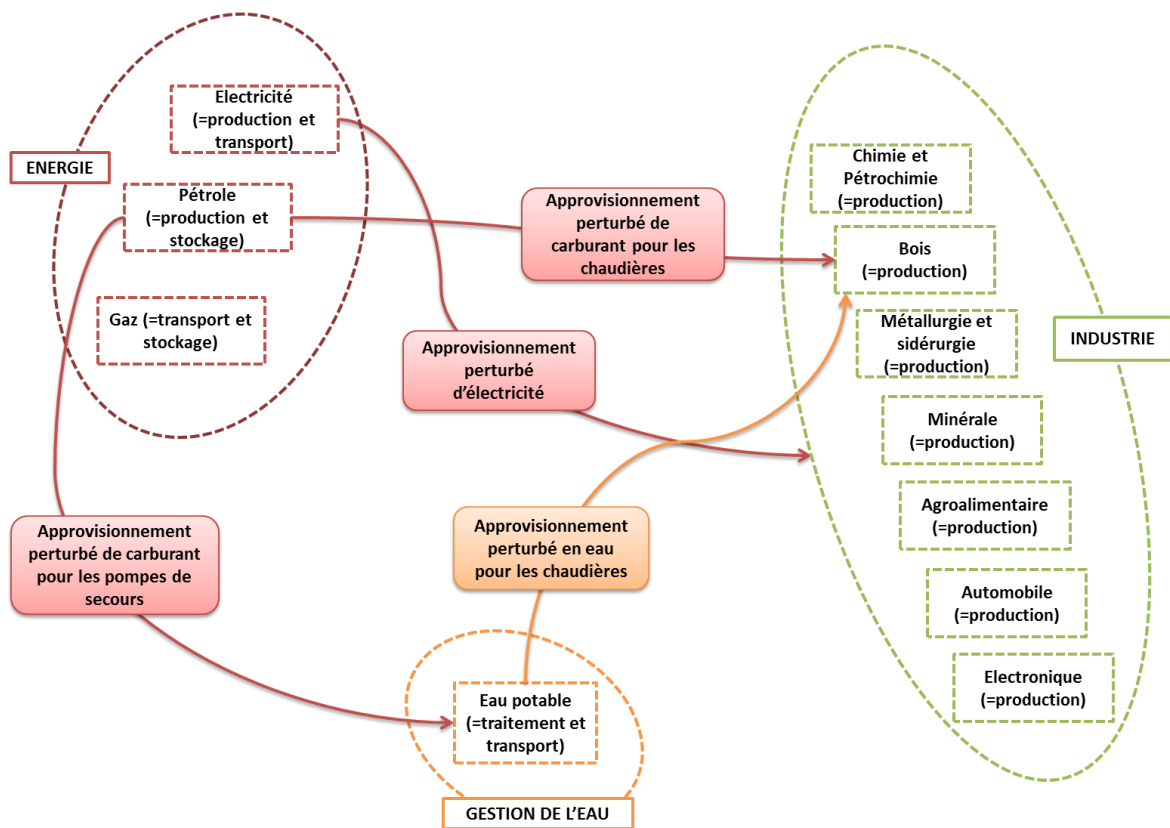 Electricité
(=production et
transport)
ENERGIE
Pétrole
(=production et
stockage)
Gaz (=transport et
stockage)
Approvisionnement
perturbé de
carburant pour les
chaudières
Approvisionnement
perturbé
d’électricité
Approvisionnement
perturbé de carburant
pour les pompes de
secours
Approvisionnement
perturbé en eau
pour les chaudières
Eau potable
(=traitement et
transport)
GESTION DE L’EAU
Chimie et
Pétrochimie
(=production)
Bois
(=production)
Métallurgie et
sidérurgie
(=production)
INDUSTRIE
Minérale
(=production)
Agroalimentaire
(=production)
Automobile
(=production)
Electronique
(=production)